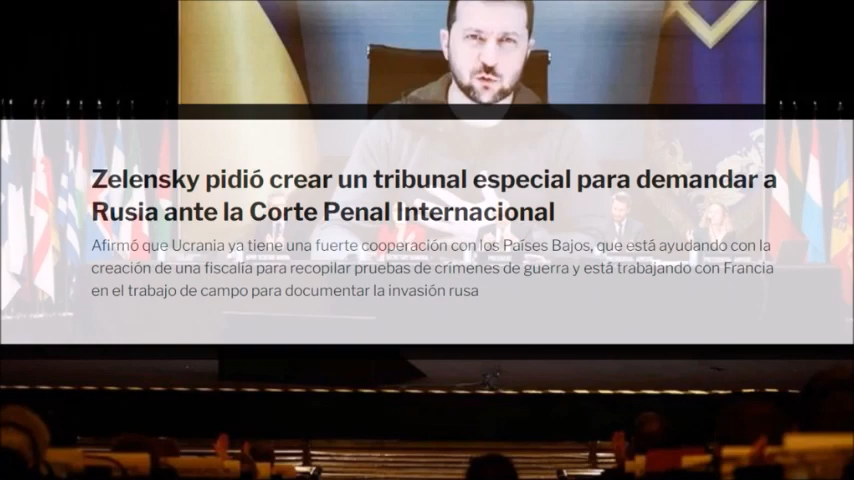 Zelensky pidió crear un tribunal especial para demandar a
Rusia ante la Corte Penal Internacional
Afirmó que Ucrania ya tiene una fuerte cooperación con los Países Bajos, que está ayudando con la
creación de una fiscalía para recopilar pruebas de crímenes de guerra y está trabajando con Francia
en el trabajo de campo para documentar la invasión rusa